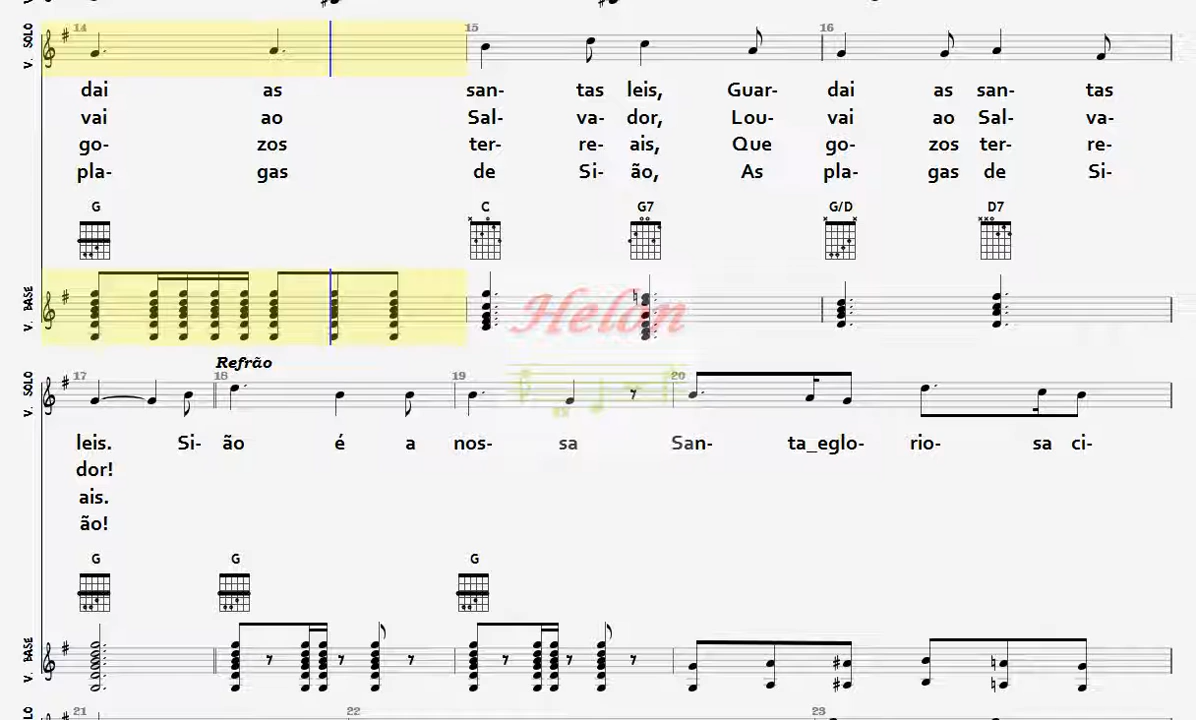 14 15 16
V. SOLO
dai as san- tas leis, Guar- dai as san- tas
vai ao Sal- va- dor, Lou- vai ao Sal- va-
go- zos ter- re- ais, Que go- zos ter- re-
pla- gas de Si- ão, As pla- gas de Si-
G C G7 G/D D7
V. BASE
Helon
Refrão
17 18 19 20
V. SOLO
leis. Si- ão é a nos- sa San- ta_eglo- rio- sa ci-
dor!
ais.
ão!
G G G
V. BASE
21 22 23